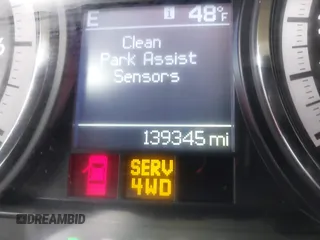 E 48°F
Clean
Park Assist
Sensors
139345 mi
SERV
4WD
DREAMBID